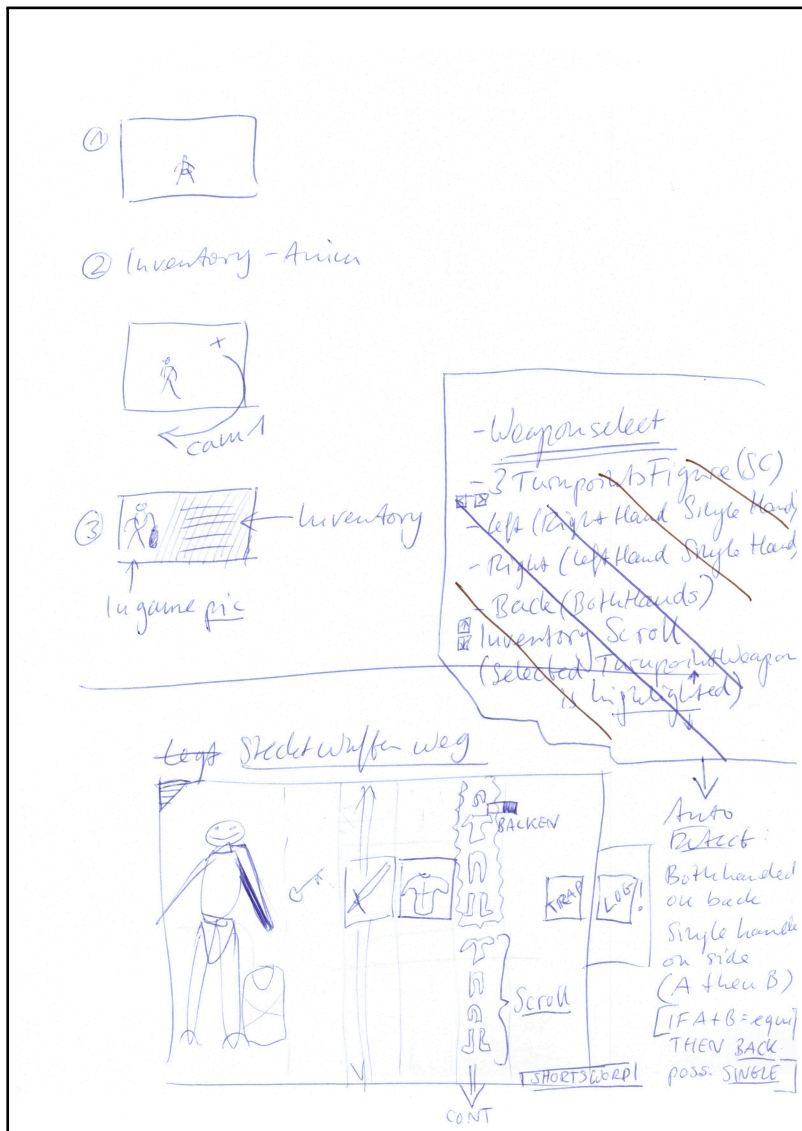 ①
② Inventory - Anim
cam 1
③
Inventory
Ingame pic
- Weaponselect
- 3 Turnpoints Figure (SC)
- Left (Right Hand Single Hand)
- Right (Left Hand Single Hand)
- Back (Both Hands)
Inventory Scroll
(Selected Turnpoint Weapon
is highlighted)
Legt Steckt Waffen weg
BACKEN
TRAP
LOG!
Scroll
SHORTSWORD
CONT
Auto
Detect:
Bothhanded
on back
Single hande
on side
(A then B)
[IF A+B = equi
THEN BACK
poss. SINGLE]